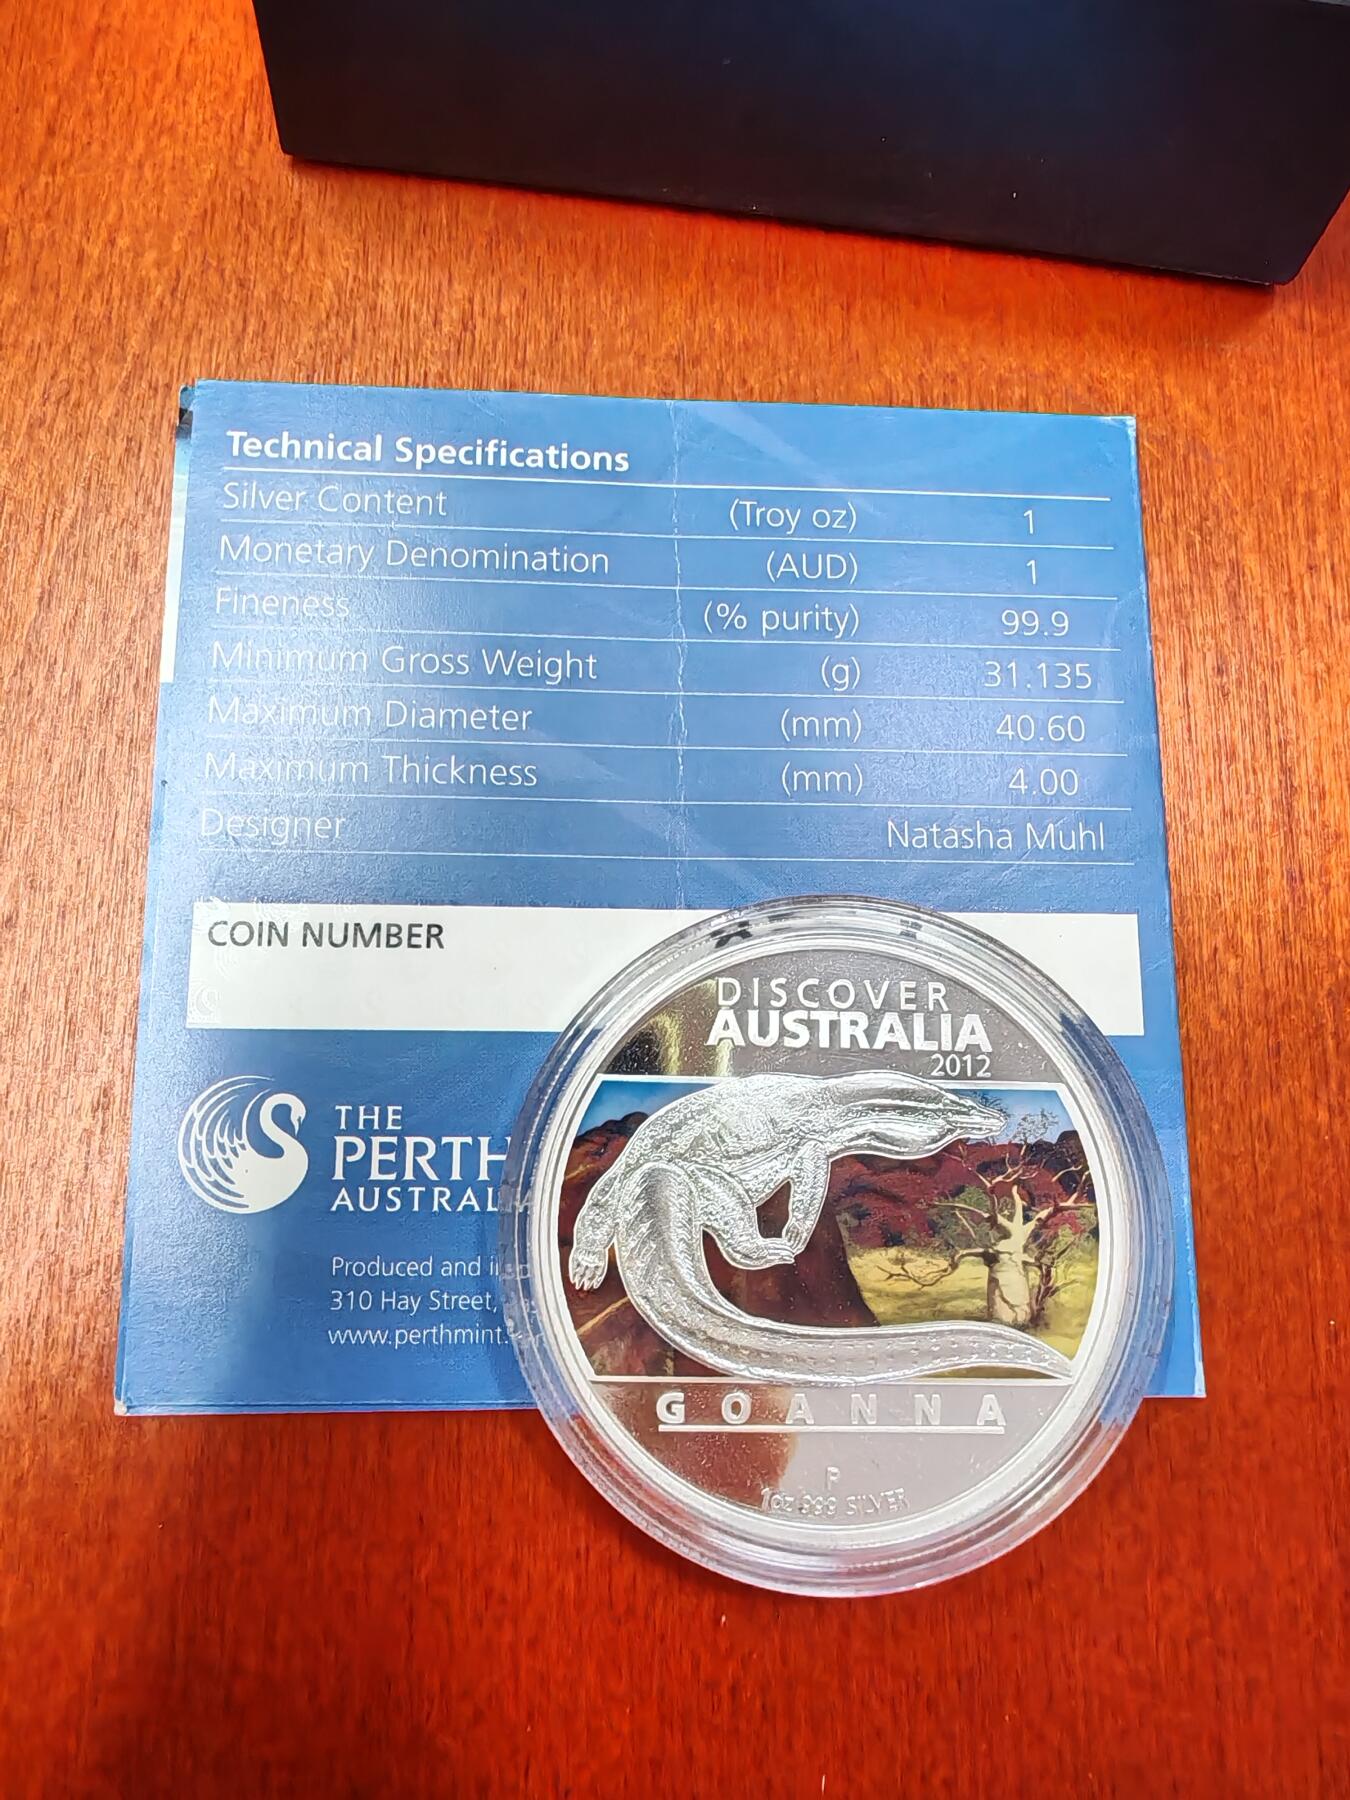 Technical Specifications
Silver Content (Troy oz) 1
Monetary Denomination (AUD) 1
Fineness (% purity) 99.9
Minimum Gross Weight (g) 31.135
Maximum Diameter (mm) 40.60
Maximum Thickness (mm) 4.00
Designer Natasha Muhl
COIN NUMBER
THE
PERTH
AUSTRAL
Produced and
310 Hay Street,
www.perthmint.
DISCOVER
AUSTRALIA
2012
GOANNA
P
1oz 999 SILVER